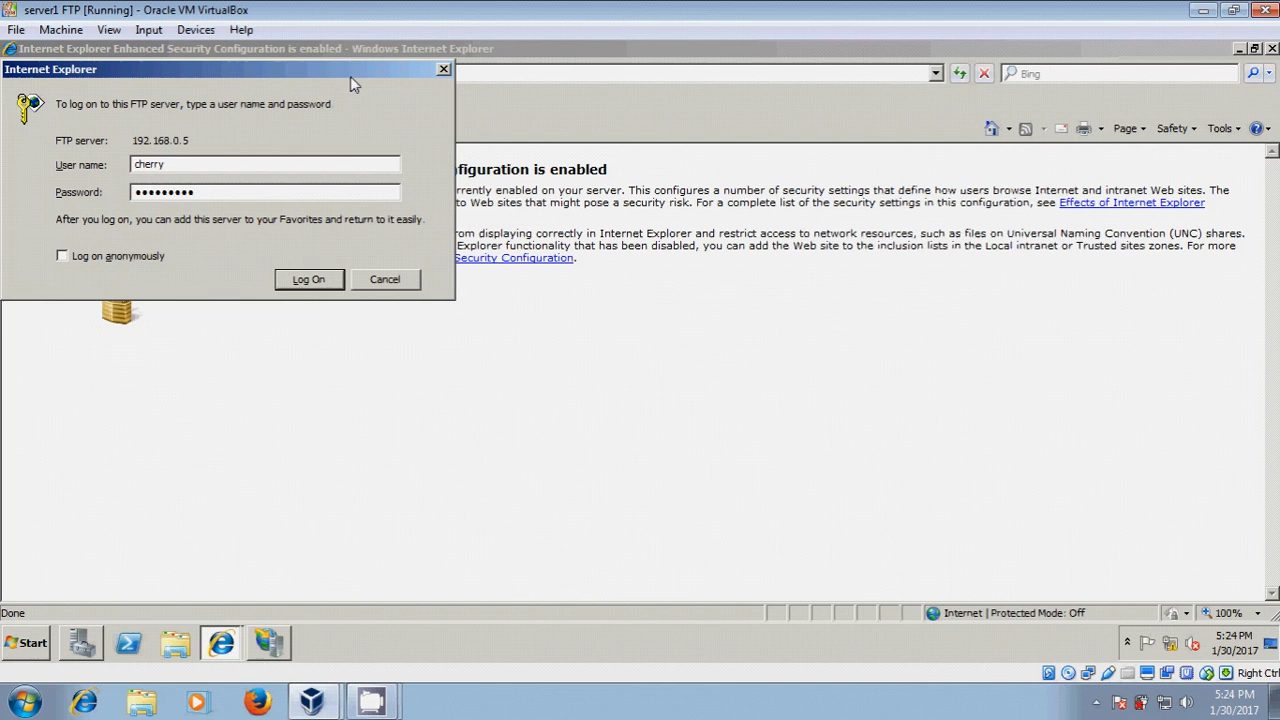 server1 FTP [Running] - Oracle VM VirtualBox
File Machine View Input Devices Help
Internet Explorer Enhanced Security Configuration is enabled - Windows Internet Explorer
Internet Explorer
Bing
To log on to this FTP server, type a user name and password.
FTP server: 192.168.0.5
Page Safety Tools
User name: cherry
Password: •••••••••
figuration is enabled
rrently enabled on your server. This configures a number of security settings that define how users browse Internet and intranet Web sites. The
to Web sites that might pose a security risk. For a complete list of the security settings in this configuration, see Effects of Internet Explorer
After you log on, you can add this server to your Favorites and return to it easily.
rom displaying correctly in Internet Explorer and restrict access to network resources, such as files on Universal Naming Convention (UNC) shares.
Explorer functionality that has been disabled, you can add the Web site to the inclusion lists in the Local intranet or Trusted sites zones. For more
Security Configuration.
Log on anonymously
Log On Cancel
Done Internet | Protected Mode: Off 100%
Start 5:24 PM
1/30/2017
Right Ctrl
5:24 PM
1/30/2017